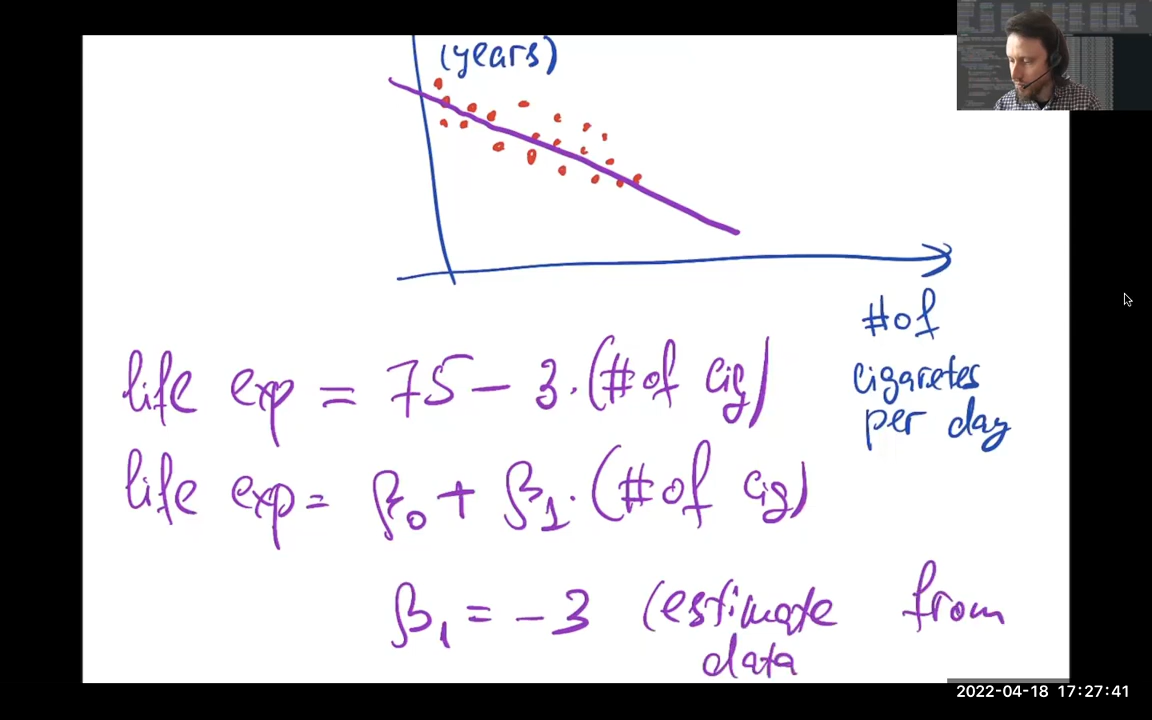 (years)
#of
cigaretes
per day
life exp = 75 - 3·(#of cig)
life exp = β0 + β1·(#of cig)
β1 = -3 (estimate from
data
2022-04-18 17:27:41